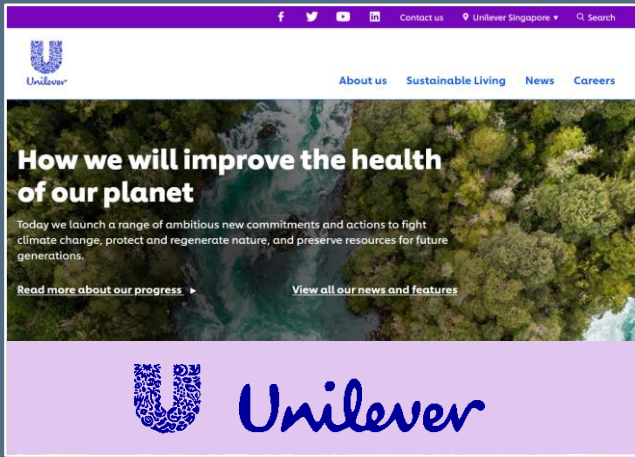 Contact us Unilever Singapore Search
Unilever
About us Sustainable Living News Careers
How we will improve the health
of our planet
Today we launch a range of ambitious new commitments and actions to fight
climate change, protect and regenerate nature, and preserve resources for future
generations.
Read more about our progress View all our news and features
Unilever